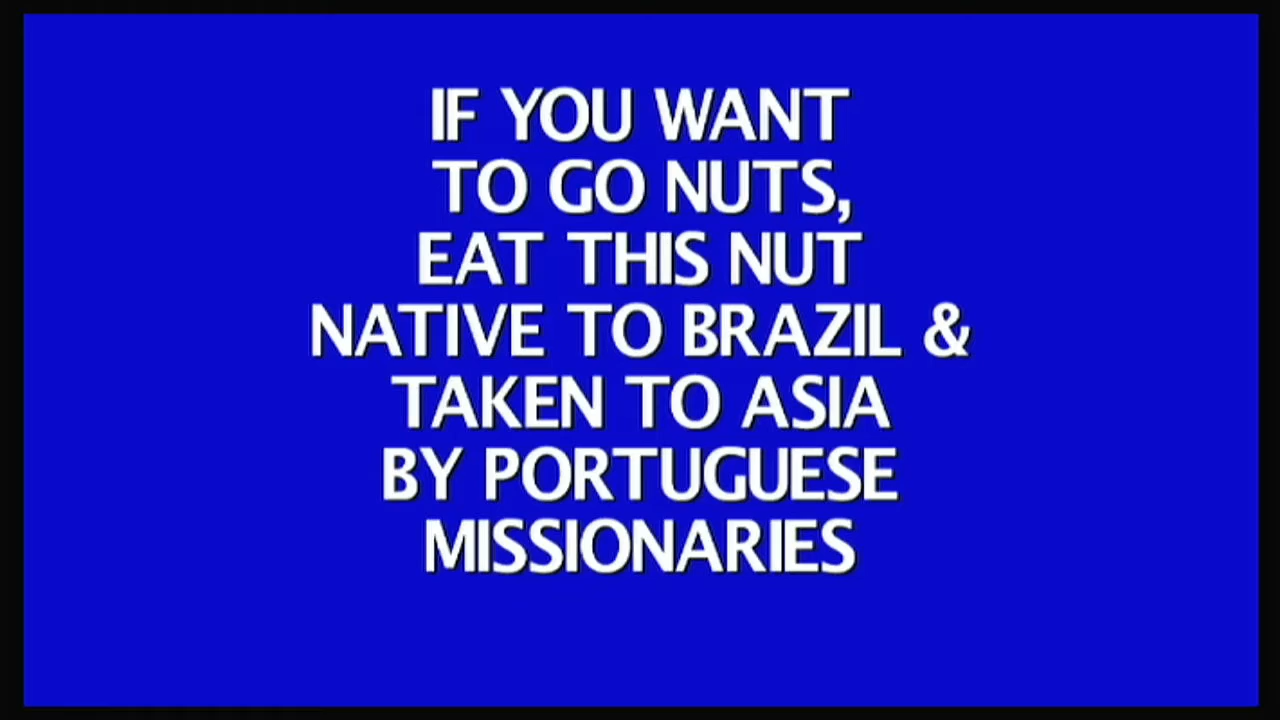 IF YOU WANT
TO GO NUTS,
EAT THIS NUT
NATIVE TO BRAZIL &
TAKEN TO ASIA
BY PORTUGUESE
MISSIONARIES